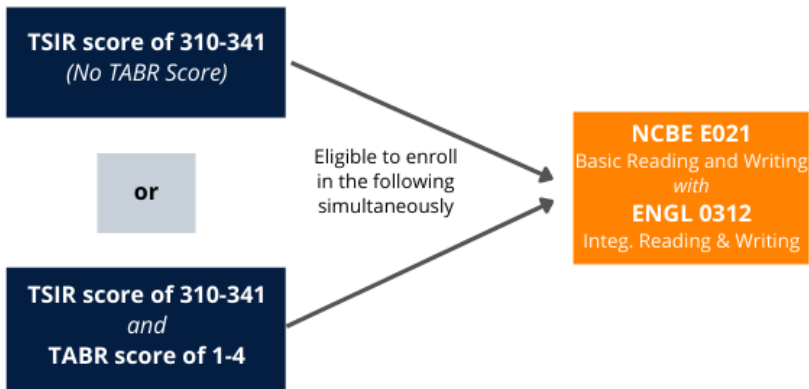 TSIR score of 310-341
(No TABR Score)
or
TSIR score of 310-341
and
TABR score of 1-4
Eligible to enroll
in the following
simultaneously
NCBE E021
Basic Reading and Writing
with
ENGL 0312
Integ. Reading & Writing